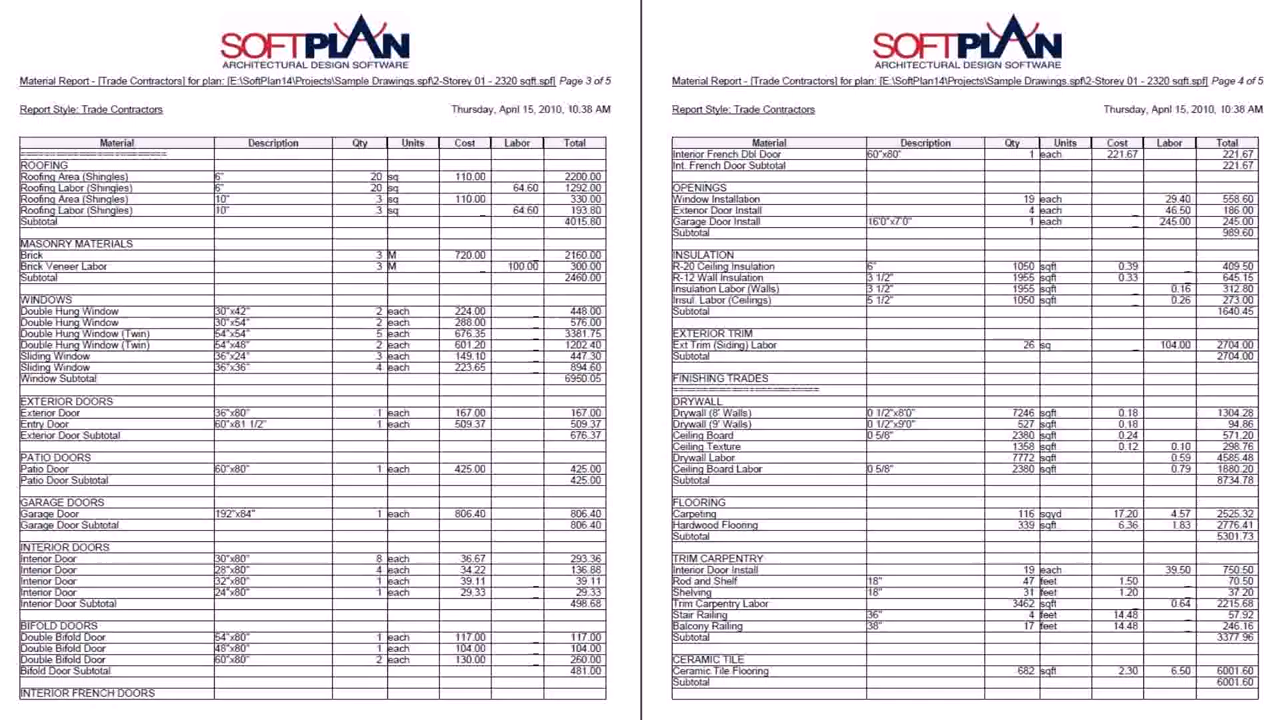 SOFTPLAN
ARCHITECTURAL DESIGN SOFTWARE
Material Report - [Trade Contractors] for plan: [E:\SoftPlan14\Projects\Sample Drawings.spf\2-Storey 01 - 2320 sqft.spf] Page 3 of 5
Report Style: Trade Contractors Thursday, April 15, 2010, 10:38 AM
Material Description Qty Units Cost Labor Total
==========================
ROOFING
Roofing Area (Shingles) 6" 20 sq 110.00 2200.00
Roofing Labor (Shingles) 6" 20 sq 64.60 1292.00
Roofing Area (Shingles) 10" 3 sq 110.00 330.00
Roofing Labor (Shingles) 10" 3 sq 64.60 193.80
Subtotal 4015.80
MASONRY MATERIALS
Brick 3 M 720.00 2160.00
Brick Veneer Labor 3 M 100.00 300.00
Subtotal 2460.00
WINDOWS
Double Hung Window 30"x42" 2 each 224.00 448.00
Double Hung Window 30"x54" 2 each 288.00 576.00
Double Hung Window (Twin) 54"x54" 5 each 676.35 3381.75
Double Hung Window (Twin) 54"x48" 2 each 601.20 1202.40
Sliding Window 36"x24" 3 each 149.10 447.30
Sliding Window 36"x36" 4 each 223.65 894.60
Window Subtotal 6950.05
EXTERIOR DOORS
Exterior Door 36"x80" 1 each 167.00 167.00
Entry Door 60"x81 1/2" 1 each 509.37 509.37
Exterior Door Subtotal 676.37
PATIO DOORS
Patio Door 60"x80" 1 each 425.00 425.00
Patio Door Subtotal 425.00
GARAGE DOORS
Garage Door 192"x84" 1 each 806.40 806.40
Garage Door Subtotal 806.40
INTERIOR DOORS
Interior Door 30"x80" 8 each 36.67 293.36
Interior Door 28"x80" 4 each 34.22 136.88
Interior Door 32"x80" 1 each 39.11 39.11
Interior Door 24"x80" 1 each 29.33 29.33
Interior Door Subtotal 498.68
BIFOLD DOORS
Double Bifold Door 54"x80" 1 each 117.00 117.00
Double Bifold Door 48"x80" 1 each 104.00 104.00
Double Bifold Door 60"x80" 2 each 130.00 260.00
Bifold Door Subtotal 481.00
INTERIOR FRENCH DOORS
SOFTPLAN
ARCHITECTURAL DESIGN SOFTWARE
Material Report - [Trade Contractors] for plan: [E:\SoftPlan14\Projects\Sample Drawings.spf\2-Storey 01 - 2320 sqft.spf] Page 4 of 5
Report Style: Trade Contractors Thursday, April 15, 2010, 10:38 AM
Material Description Qty Units Cost Labor Total
Interior French Dbl Door 60"x80" 1 each 221.67 221.67
Int. French Door Subtotal 221.67
OPENINGS
Window Installation 19 each 29.40 558.60
Exterior Door Install 4 each 46.50 186.00
Garage Door Install 16'0"x7'0" 1 each 245.00 245.00
Subtotal 989.60
INSULATION
R-20 Ceiling Insulation 6" 1050 sqft 0.39 409.50
R-12 Wall Insulation 3 1/2" 1955 sqft 0.33 645.15
Insulation Labor (Walls) 3 1/2" 1955 sqft 0.16 312.80
Insul. Labor (Ceilings) 5 1/2" 1050 sqft 0.26 273.00
Subtotal 1640.45
EXTERIOR TRIM
Ext Trim (Siding) Labor 26 sq 104.00 2704.00
Subtotal 2704.00
FINISHING TRADES
==========================
DRYWALL
Drywall (8' Walls) 0 1/2"x8'0" 7246 sqft 0.18 1304.28
Drywall (9' Walls) 0 1/2"x9'0" 527 sqft 0.18 94.86
Ceiling Board 0 5/8" 2380 sqft 0.24 571.20
Ceiling Texture 1358 sqft 0.12 0.10 298.76
Drywall Labor 7772 sqft 0.59 4585.48
Ceiling Board Labor 0 5/8" 2380 sqft 0.79 1880.20
Subtotal 8734.78
FLOORING
Carpeting 116 sqyd 17.20 4.57 2525.32
Hardwood Flooring 339 sqft 6.36 1.83 2776.41
Subtotal 5301.73
TRIM CARPENTRY
Interior Door Install 19 each 39.50 750.50
Rod and Shelf 18" 47 feet 1.50 70.50
Shelving 18" 31 feet 1.20 37.20
Trim Carpentry Labor 3462 sqft 0.64 2215.68
Stair Railing 36" 4 feet 14.48 57.92
Balcony Railing 38" 17 feet 14.48 246.16
Subtotal 3377.96
CERAMIC TILE
Ceramic Tile Flooring 682 sqft 2.30 6.50 6001.60
Subtotal 6001.60